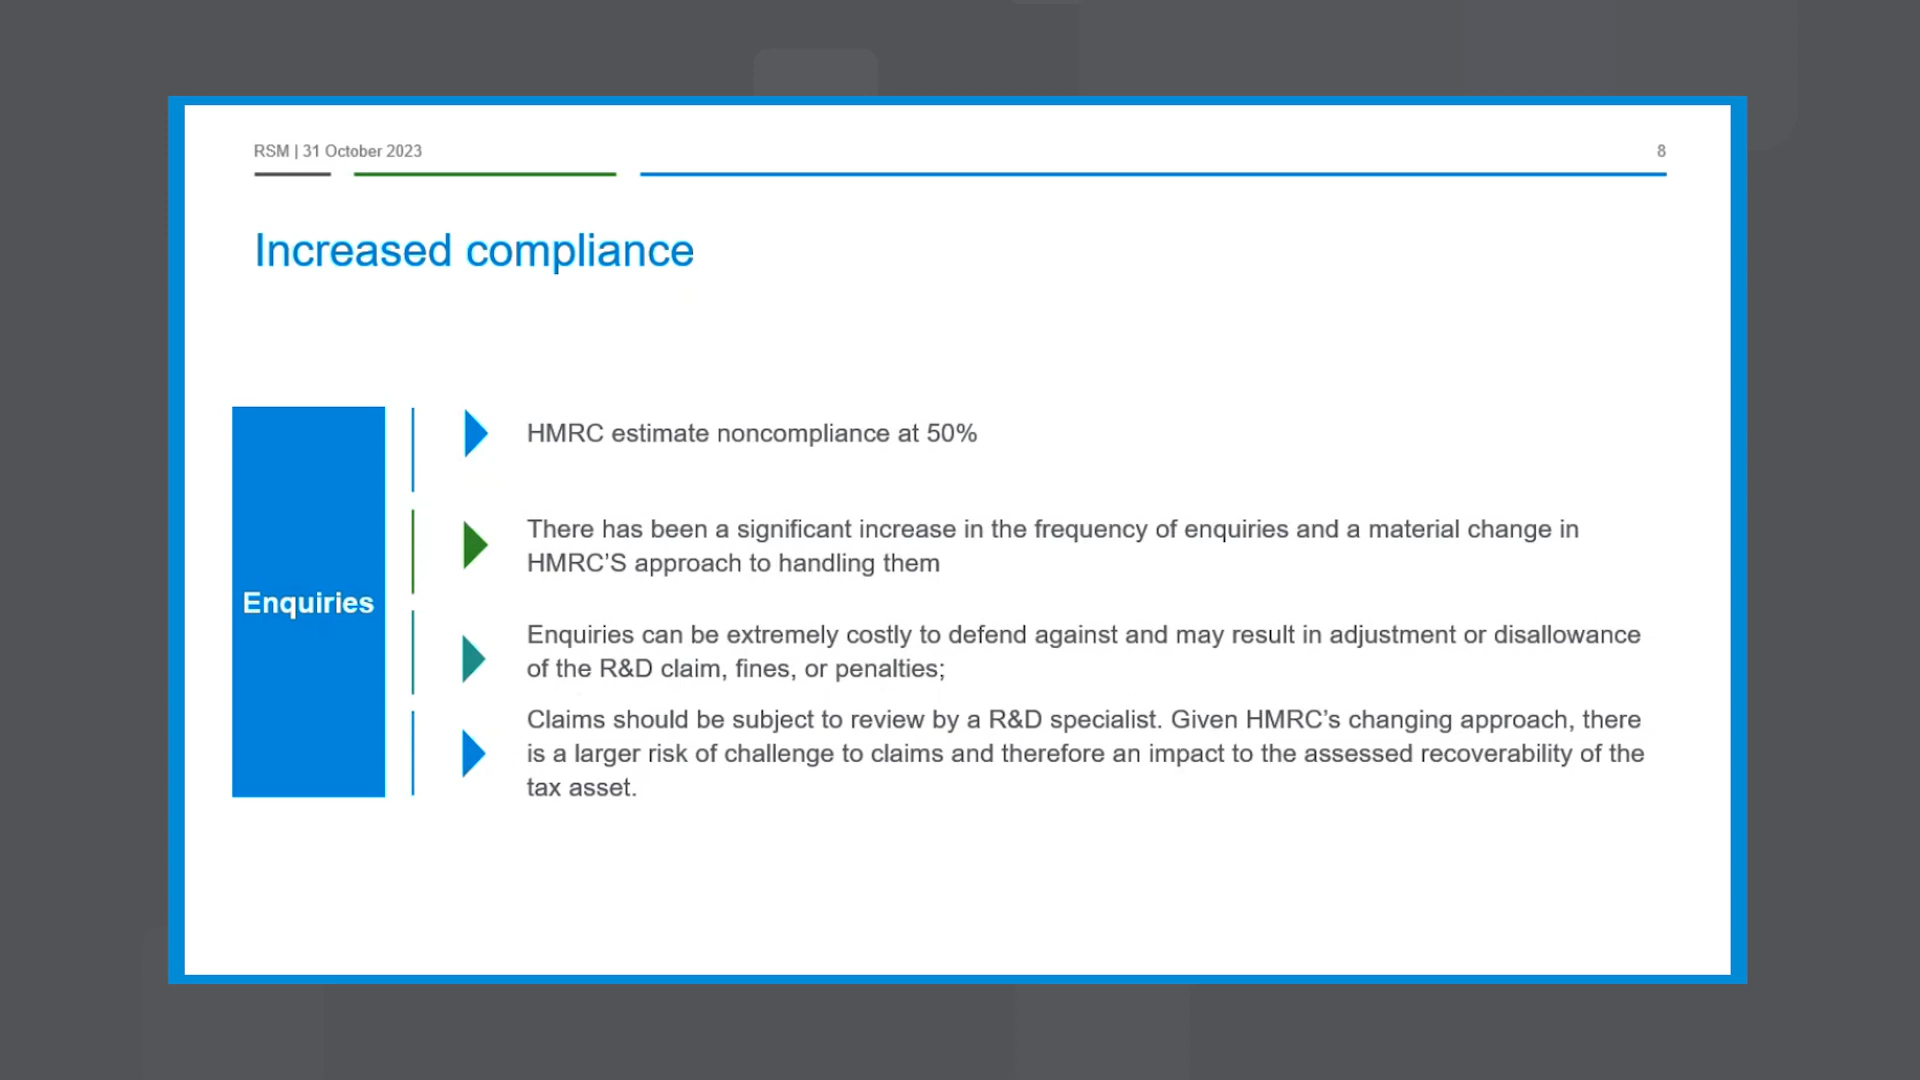 RSM | 31 October 2023
8
Increased compliance
Enquiries
HMRC estimate noncompliance at 50%
There has been a significant increase in the frequency of enquiries and a material change in
HMRC'S approach to handling them
Enquiries can be extremely costly to defend against and may result in adjustment or disallowance
of the R&D claim, fines, or penalties;
Claims should be subject to review by a R&D specialist. Given HMRC's changing approach, there
is a larger risk of challenge to claims and therefore an impact to the assessed recoverability of the
tax asset.